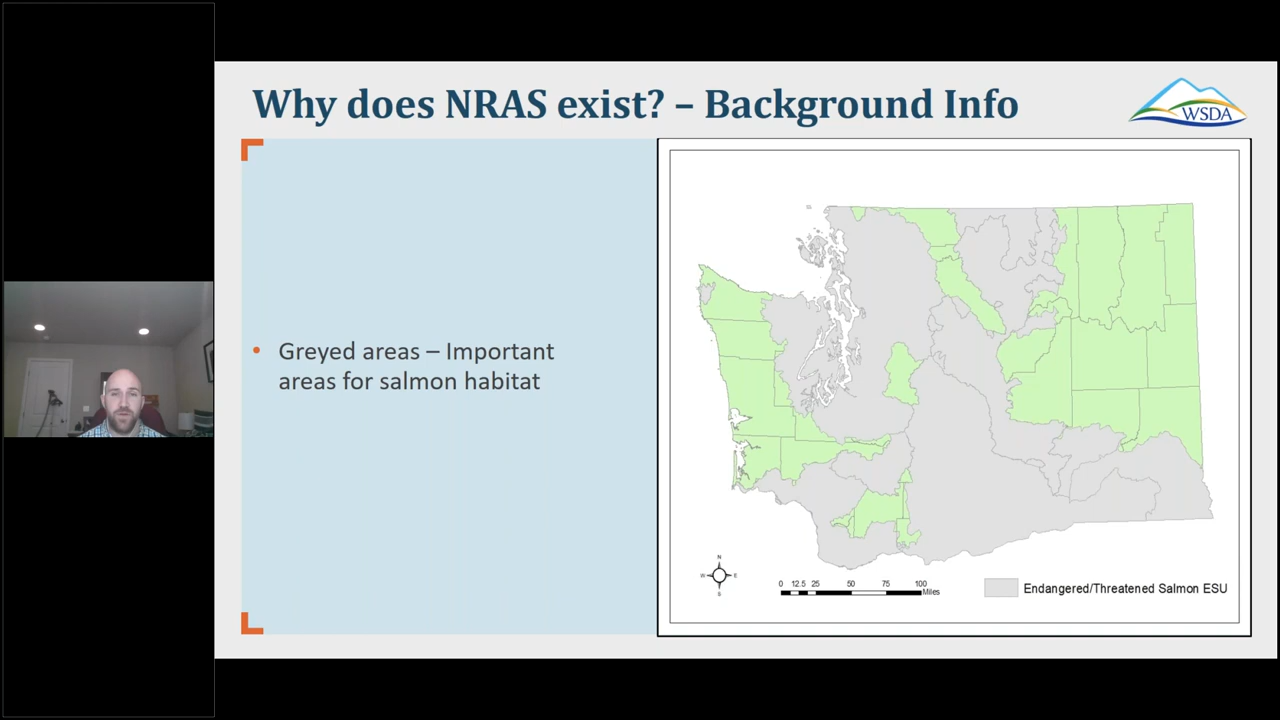 Why does NRAS exist? – Background Info
WSDA
• Greyed areas – Important
areas for salmon habitat
N
W E
S
0 12.5 25 50 75 100
Miles
Endangered/Threatened Salmon ESU